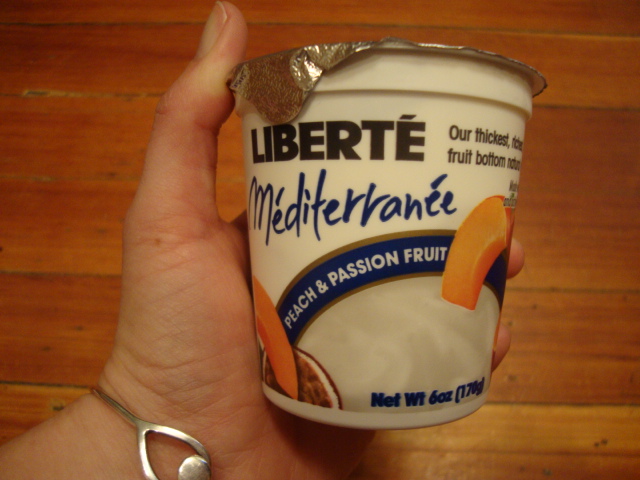 LIBERTÉ
Our thickest,
fruit bottom
Méditerranée
PEACH & PASSION FRUIT
Net Wt 6oz (170g)